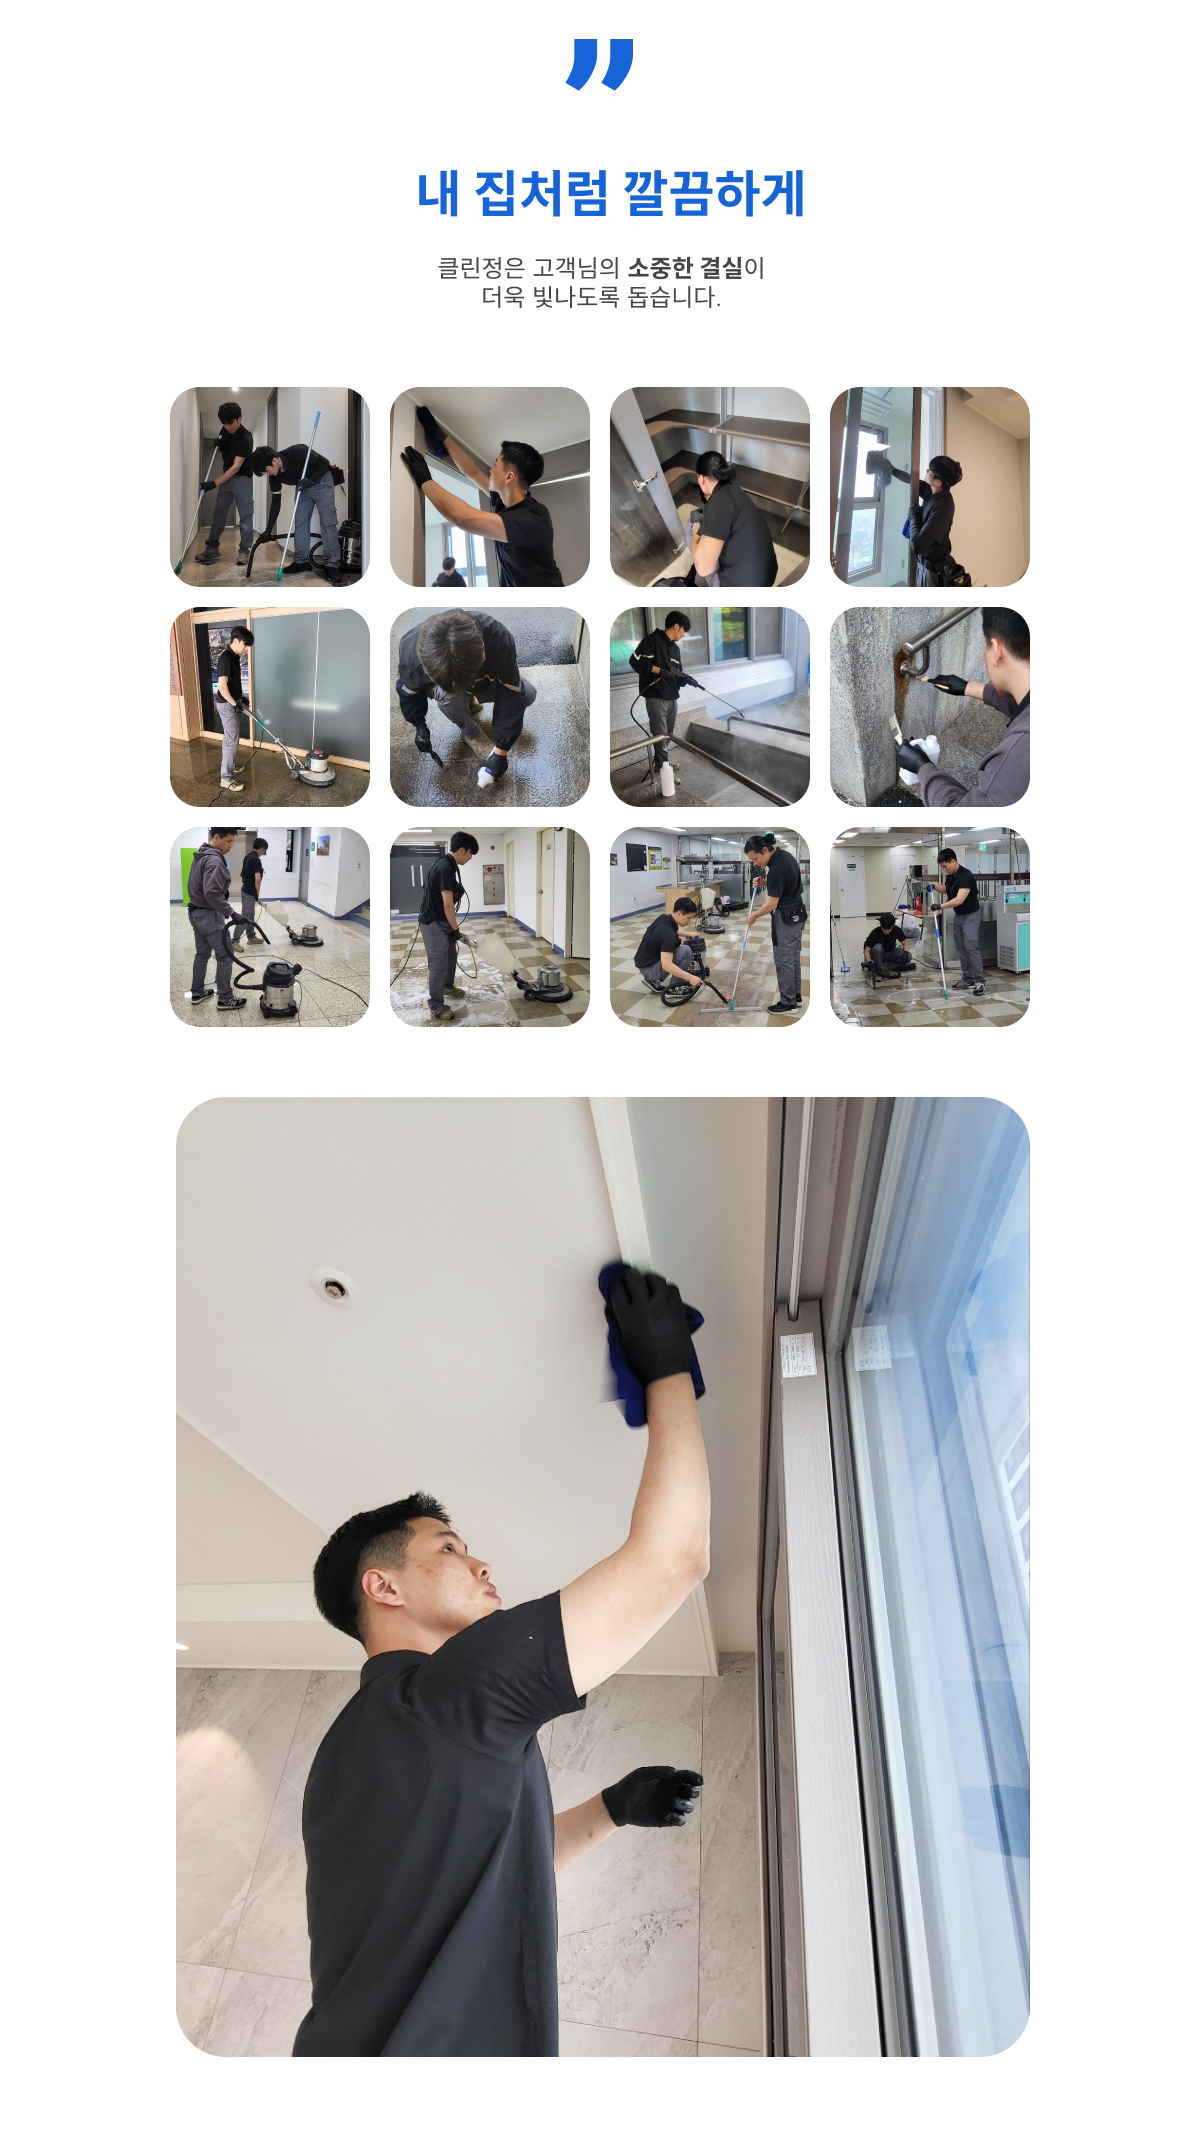 ”
내 집처럼 깔끔하게
클린정은 고객님의 소중한 결실이
더욱 빛나도록 돕습니다.